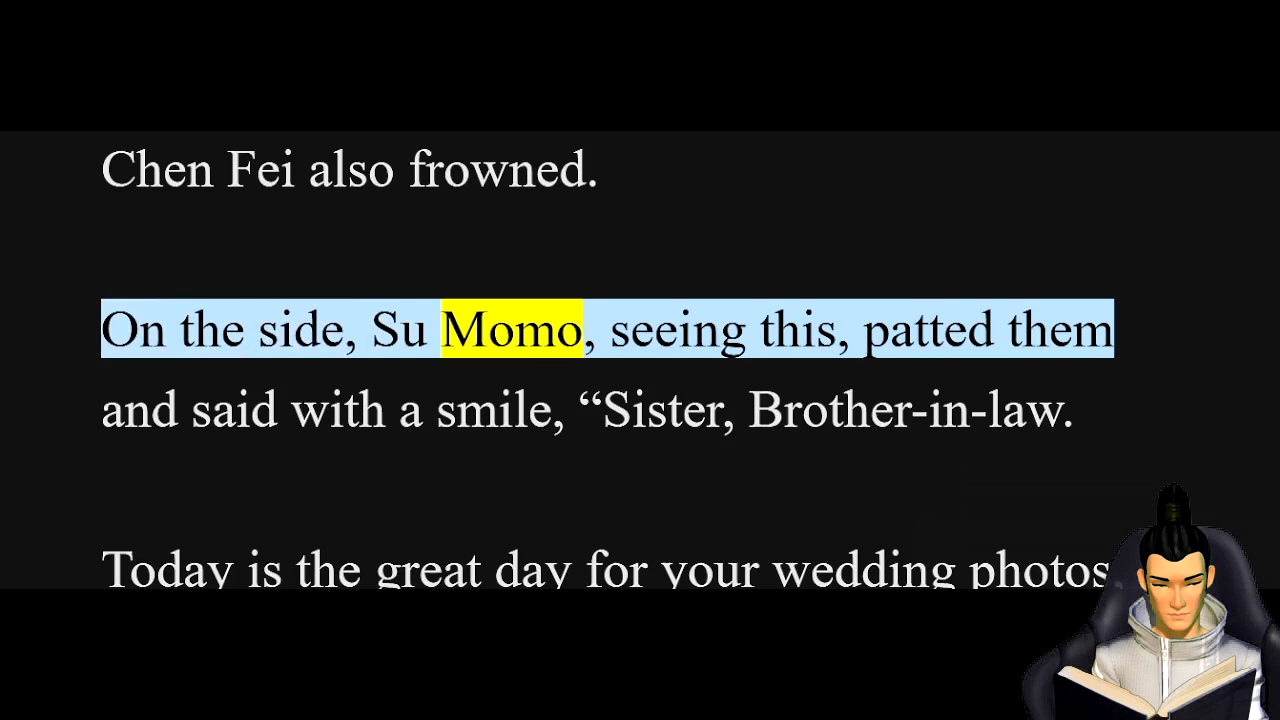 Chen Fei also frowned.
On the side, Su Momo, seeing this, patted them
and said with a smile, “Sister, Brother-in-law.
Today is the great day for your wedding photos.